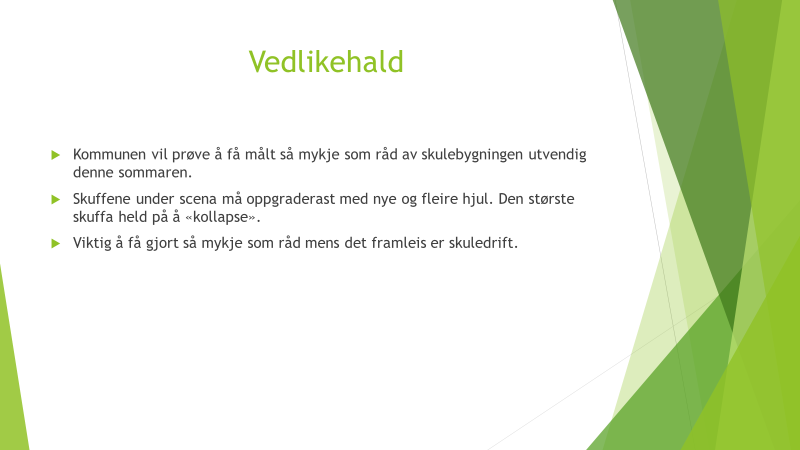 Vedlikehald
Kommunen vil prøve å få målt så mykje som råd av skulebygningen utvendig
denne sommaren.
Skuffene under scena må oppgraderast med nye og fleire hjul. Den største
skuffa held på å «kollapse».
Viktig å få gjort så mykje som råd mens det framleis er skuledrift.